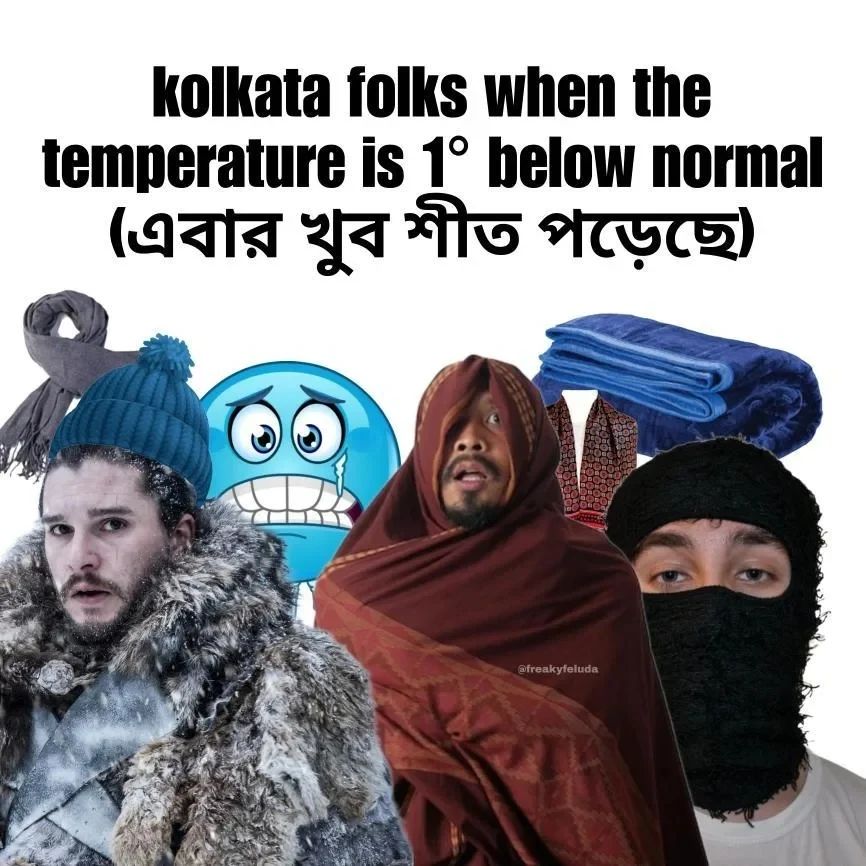 kolkata folks when the
temperature is 1° below normal
(এবার খুব শীত পড়েছে)
@freakyfeluda